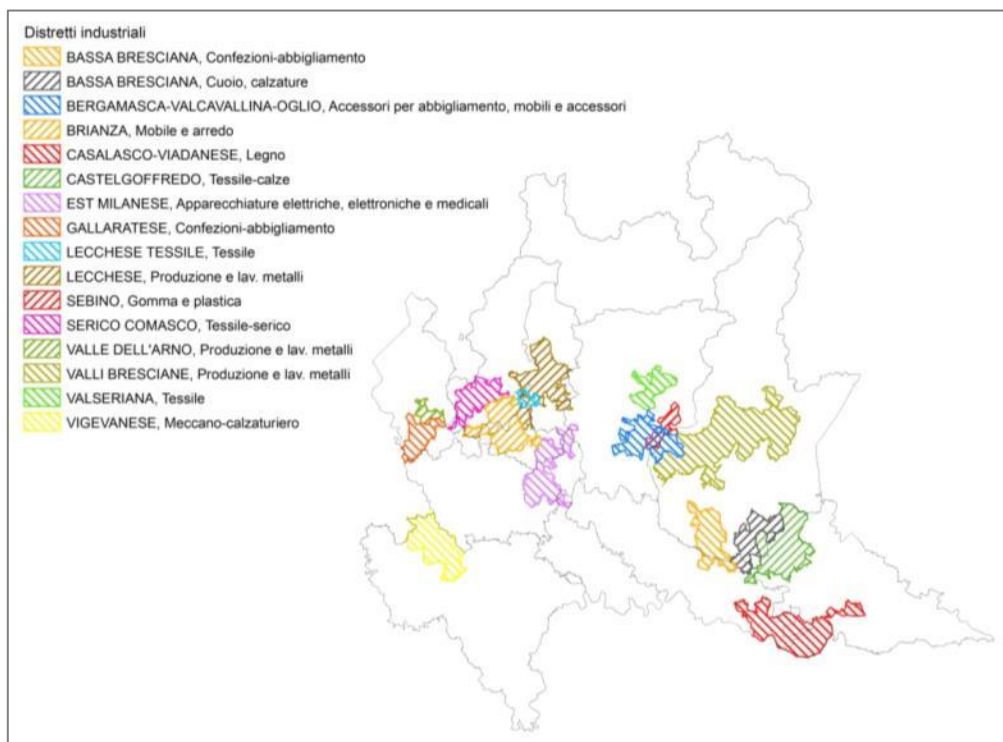 Distretti industriali
BASSA BRESCIANA, Confezioni-abbigliamento
BASSA BRESCIANA, Cuoio, calzature
BERGAMASCA-VALCAVALLINA-OGLIO, Accessori per abbigliamento, mobili e accessori
BRIANZA, Mobile e arredo
CASALASCO-VIADANESE, Legno
CASTELGOFFREDO, Tessile-calze
EST MILANESE, Apparecchiature elettriche, elettroniche e medicali
GALLARATESE, Confezioni-abbigliamento
LECCHESE TESSILE, Tessile
LECCHESE, Produzione e lav. metalli
SEBINO, Gomma e plastica
SERICO COMASCO, Tessile-serico
VALLE DELL'ARNO, Produzione e lav. metalli
VALLI BRESCIANE, Produzione e lav. metalli
VALSERIANA, Tessile
VIGEVANESE, Meccano-calzaturiero